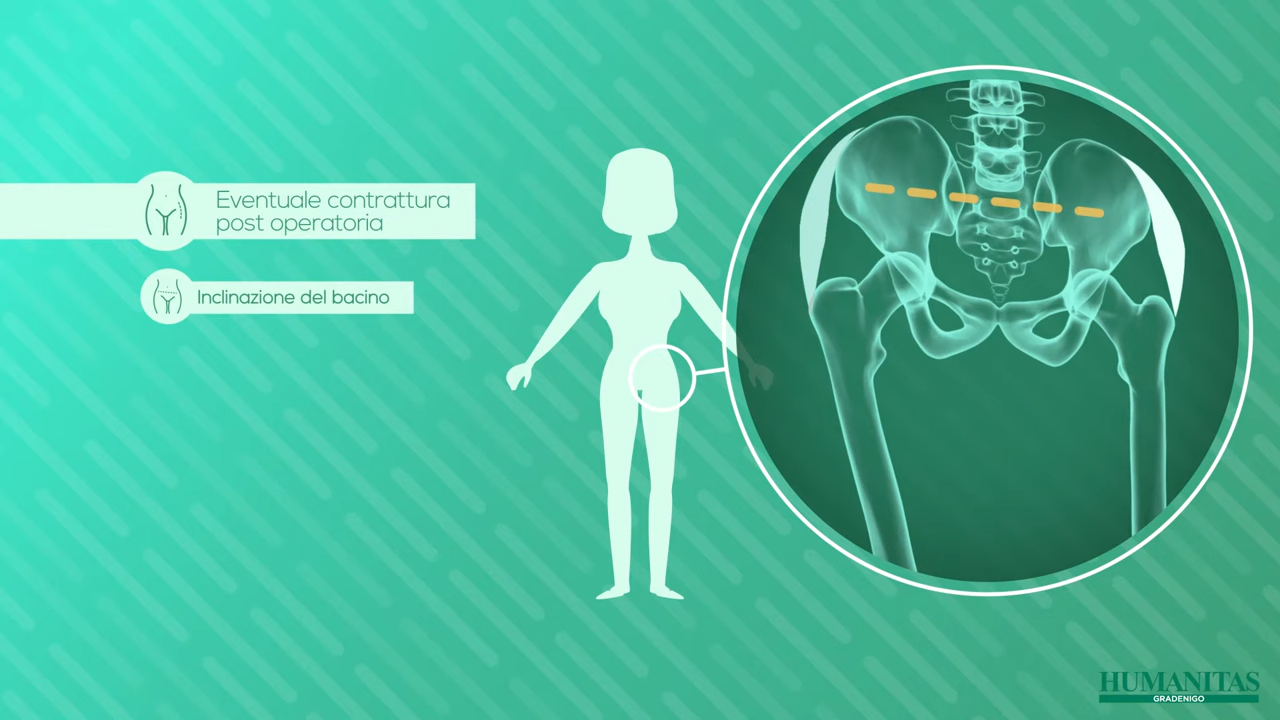 Eventuale contrattura
post operatoria
Inclinazione del bacino
HUMANITAS
GRADENIGO